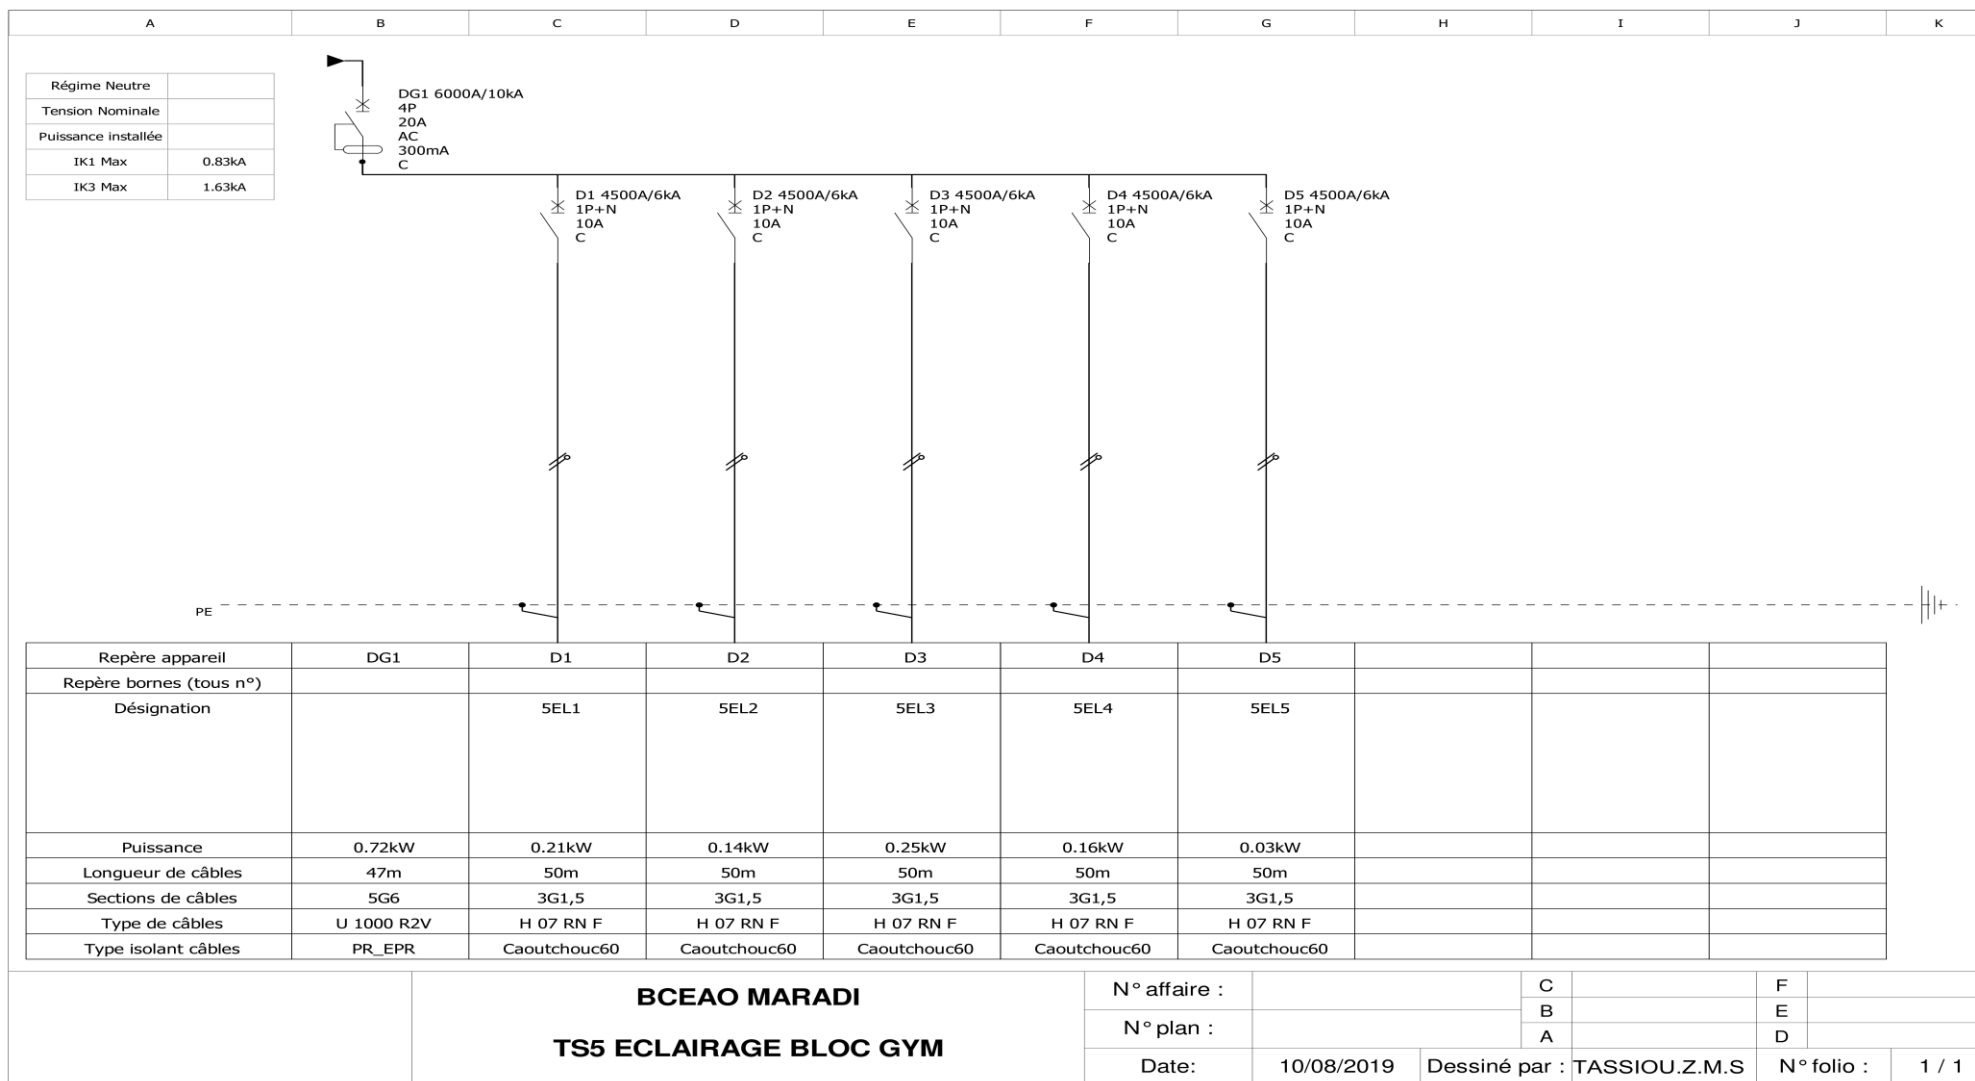 A B C D E F G H I J K
Régime Neutre
Tension Nominale
Puissance installée
IK1 Max 0.83kA
IK3 Max 1.63kA
DG1 6000A/10kA
4P
20A
AC
300mA
C
D1 4500A/6kA
1P+N
10A
C
D2 4500A/6kA
1P+N
10A
C
D3 4500A/6kA
1P+N
10A
C
D4 4500A/6kA
1P+N
10A
C
D5 4500A/6kA
1P+N
10A
C
PE
Repère appareil DG1 D1 D2 D3 D4 D5
Repère bornes (tous n°)
Désignation 5EL1 5EL2 5EL3 5EL4 5EL5
Puissance 0.72kW 0.21kW 0.14kW 0.25kW 0.16kW 0.03kW
Longueur de câbles 47m 50m 50m 50m 50m 50m
Sections de câbles 5G6 3G1,5 3G1,5 3G1,5 3G1,5 3G1,5
Type de câbles U 1000 R2V H 07 RN F H 07 RN F H 07 RN F H 07 RN F H 07 RN F
Type isolant câbles PR_EPR Caoutchouc60 Caoutchouc60 Caoutchouc60 Caoutchouc60 Caoutchouc60
BCEAO MARADI
TS5 ECLAIRAGE BLOC GYM
N° affaire : C F
B E
N° plan : A D
Date: 10/08/2019 Dessiné par : TASSIOU.Z.M.S N° folio : 1 / 1